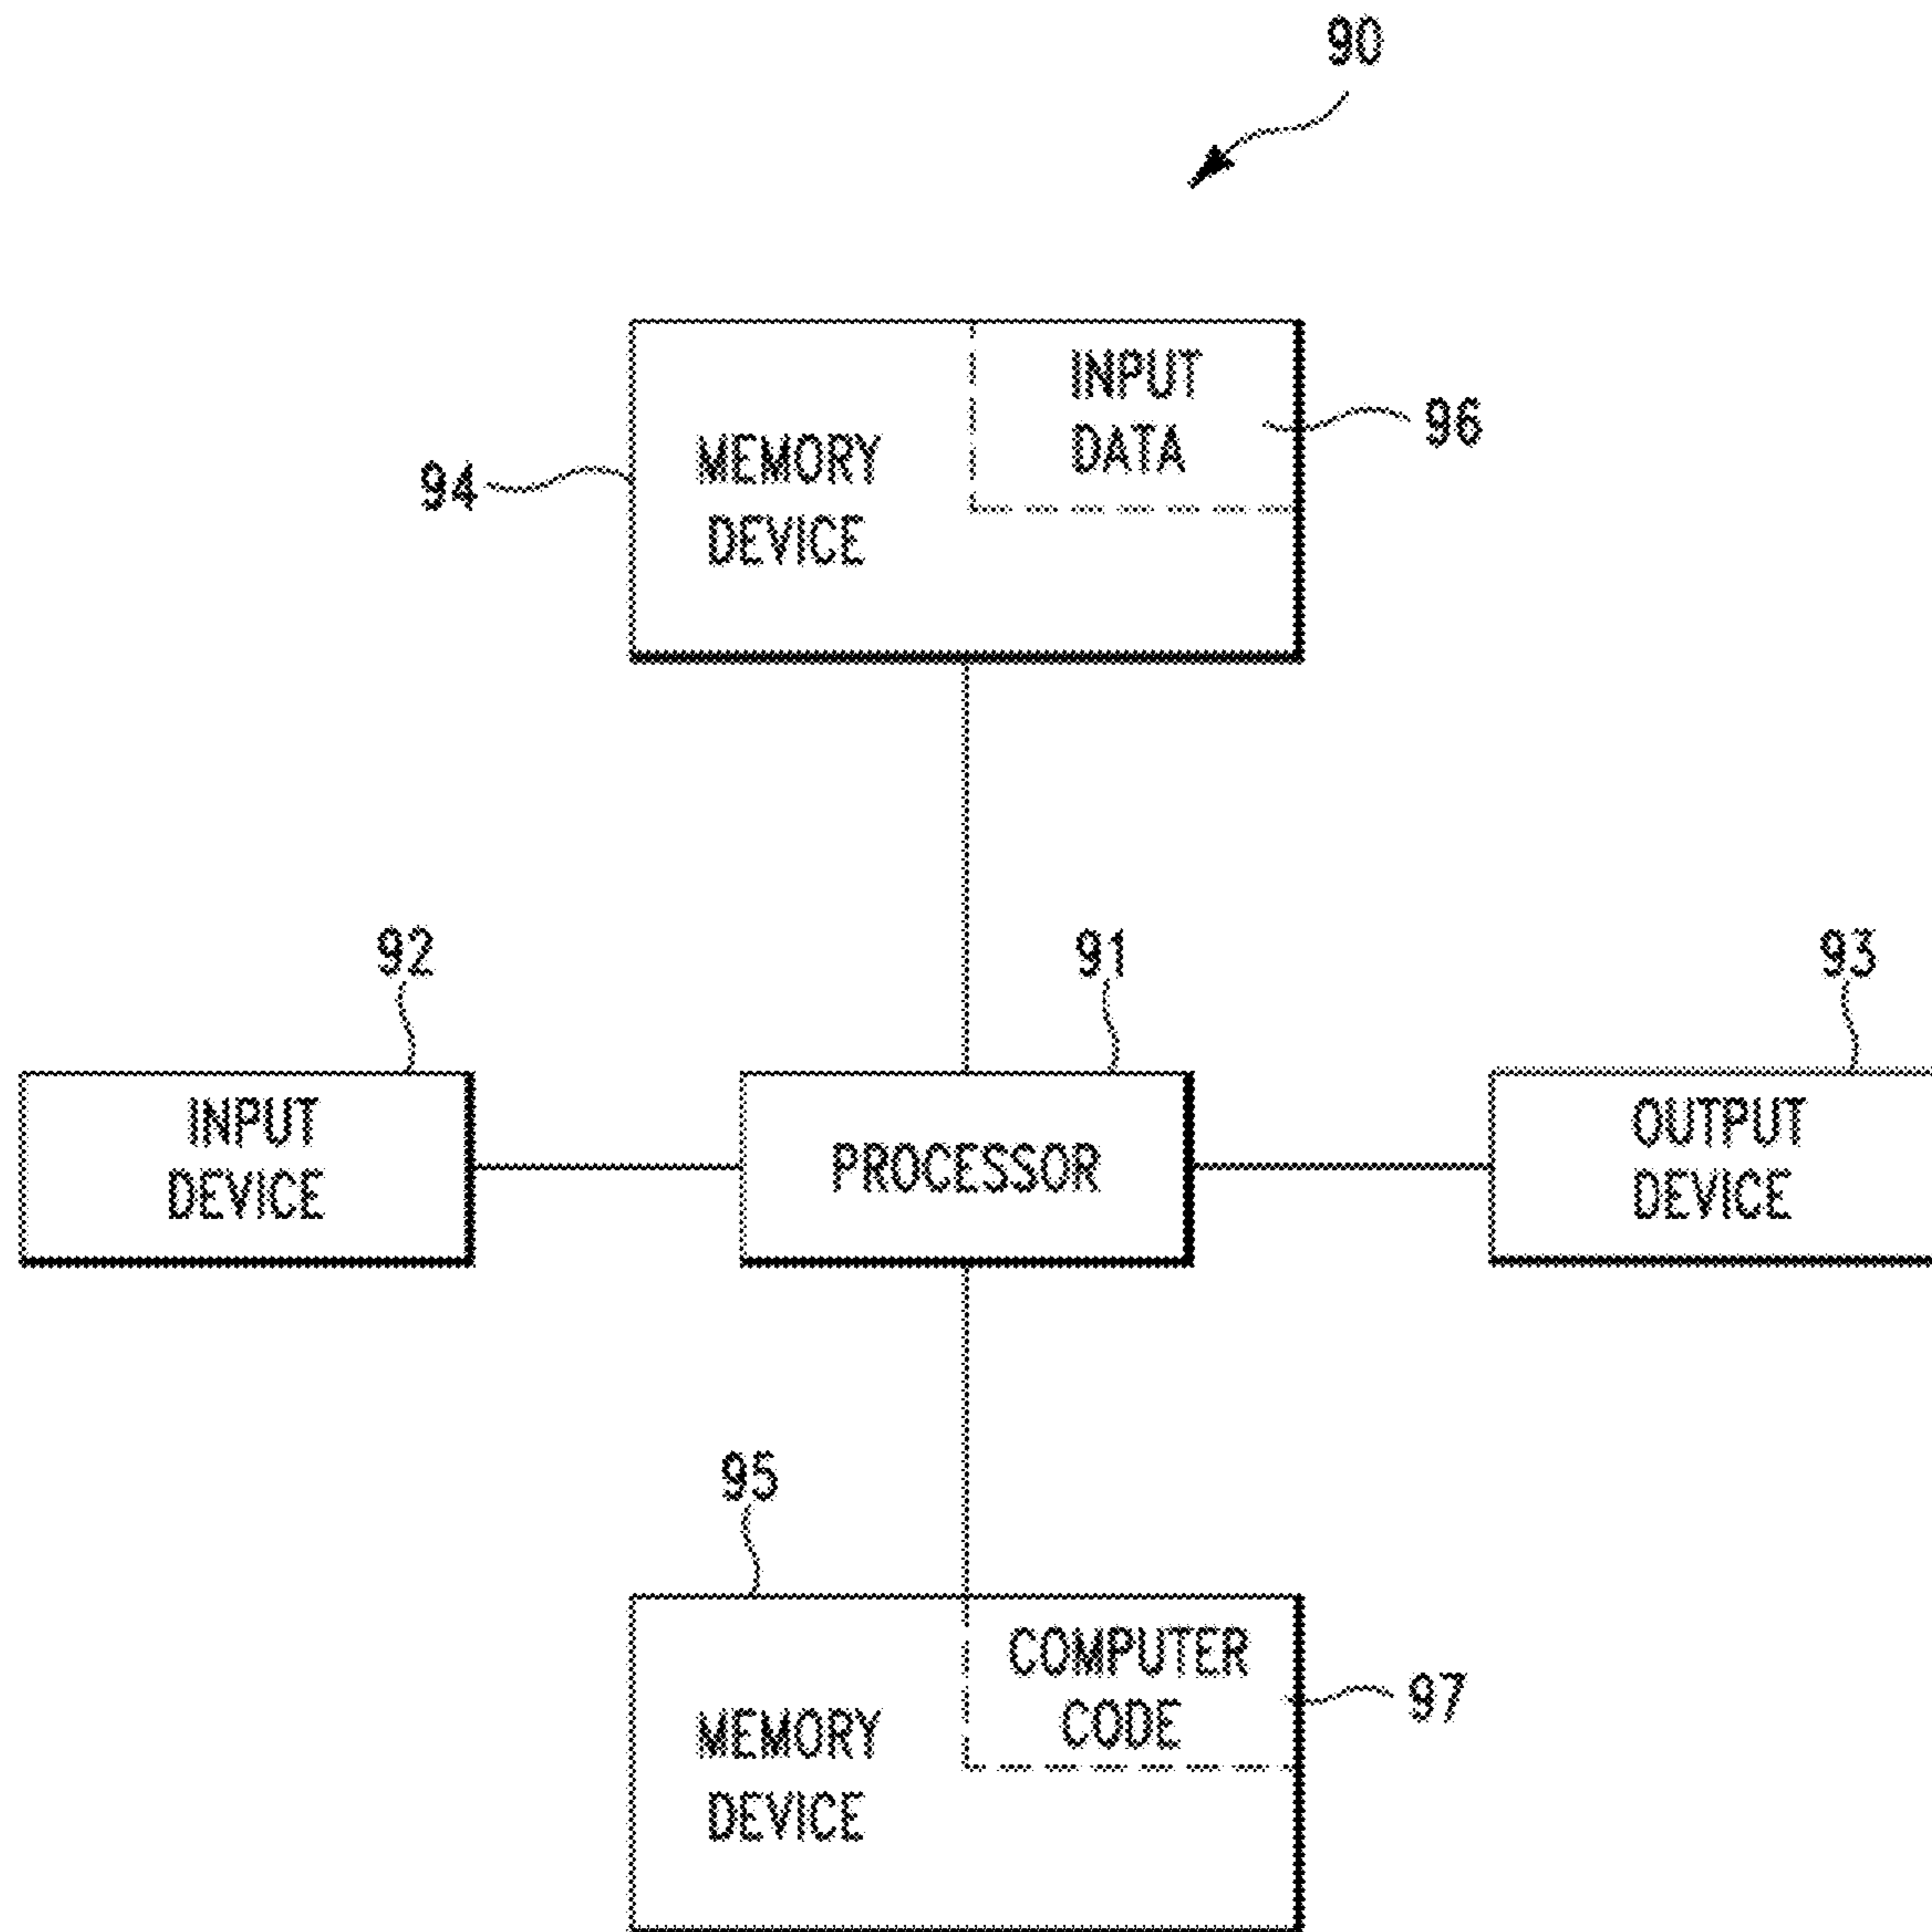 90
INPUT
DATA
96
MEMORY
DEVICE
94
92
91
93
INPUT
DEVICE
PROCESSOR
OUTPUT
DEVICE
95
COMPUTER
CODE
97
MEMORY
DEVICE